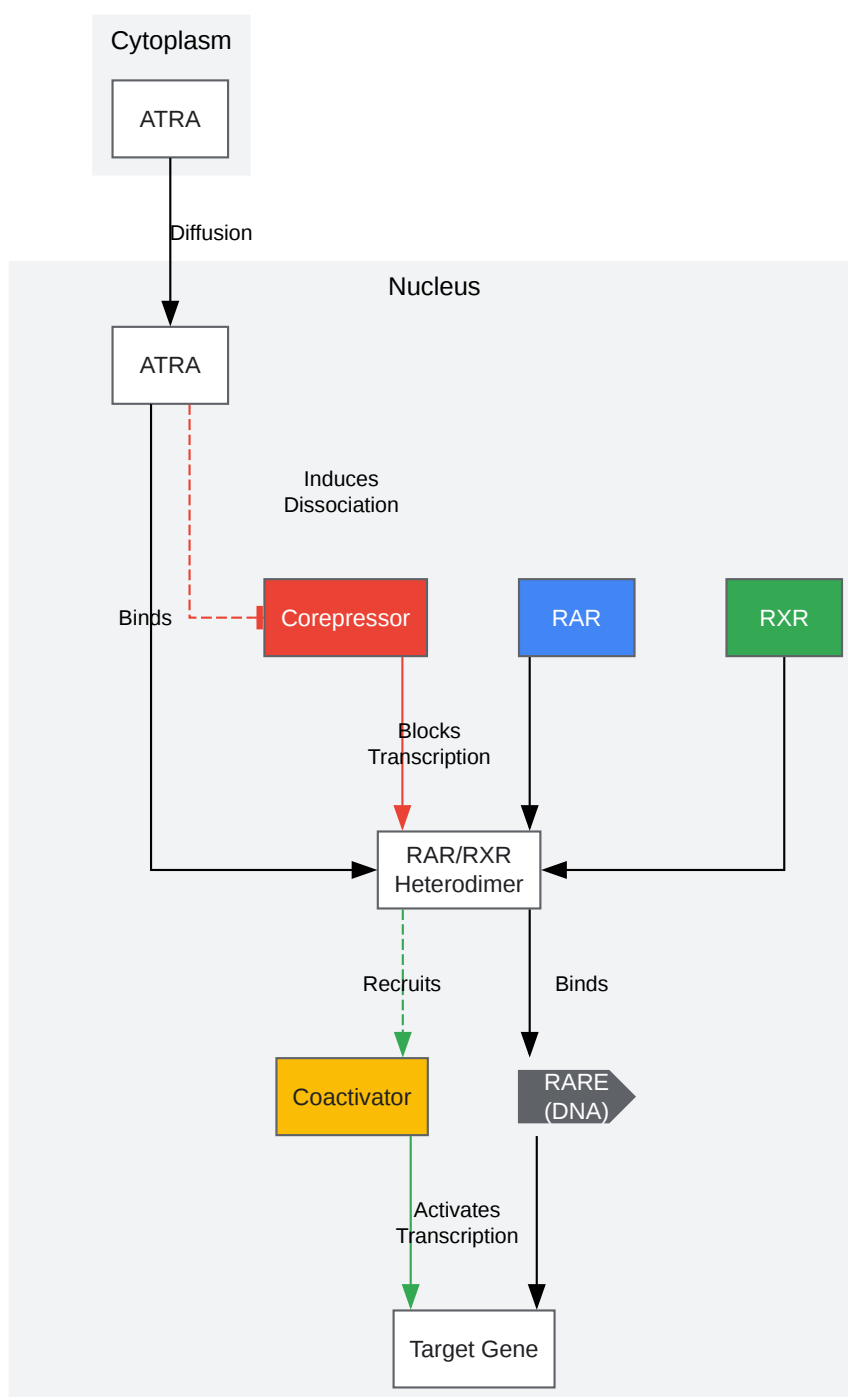 Cytoplasm
ATRA
Diffusion
Nucleus
ATRA
Induces
Dissociation
Binds
Corepressor
RAR
RXR
Blocks
Transcription
RAR/RXR
Heterodimer
Recruits
Binds
Coactivator
RARE
(DNA)
Activates
Transcription
Target Gene